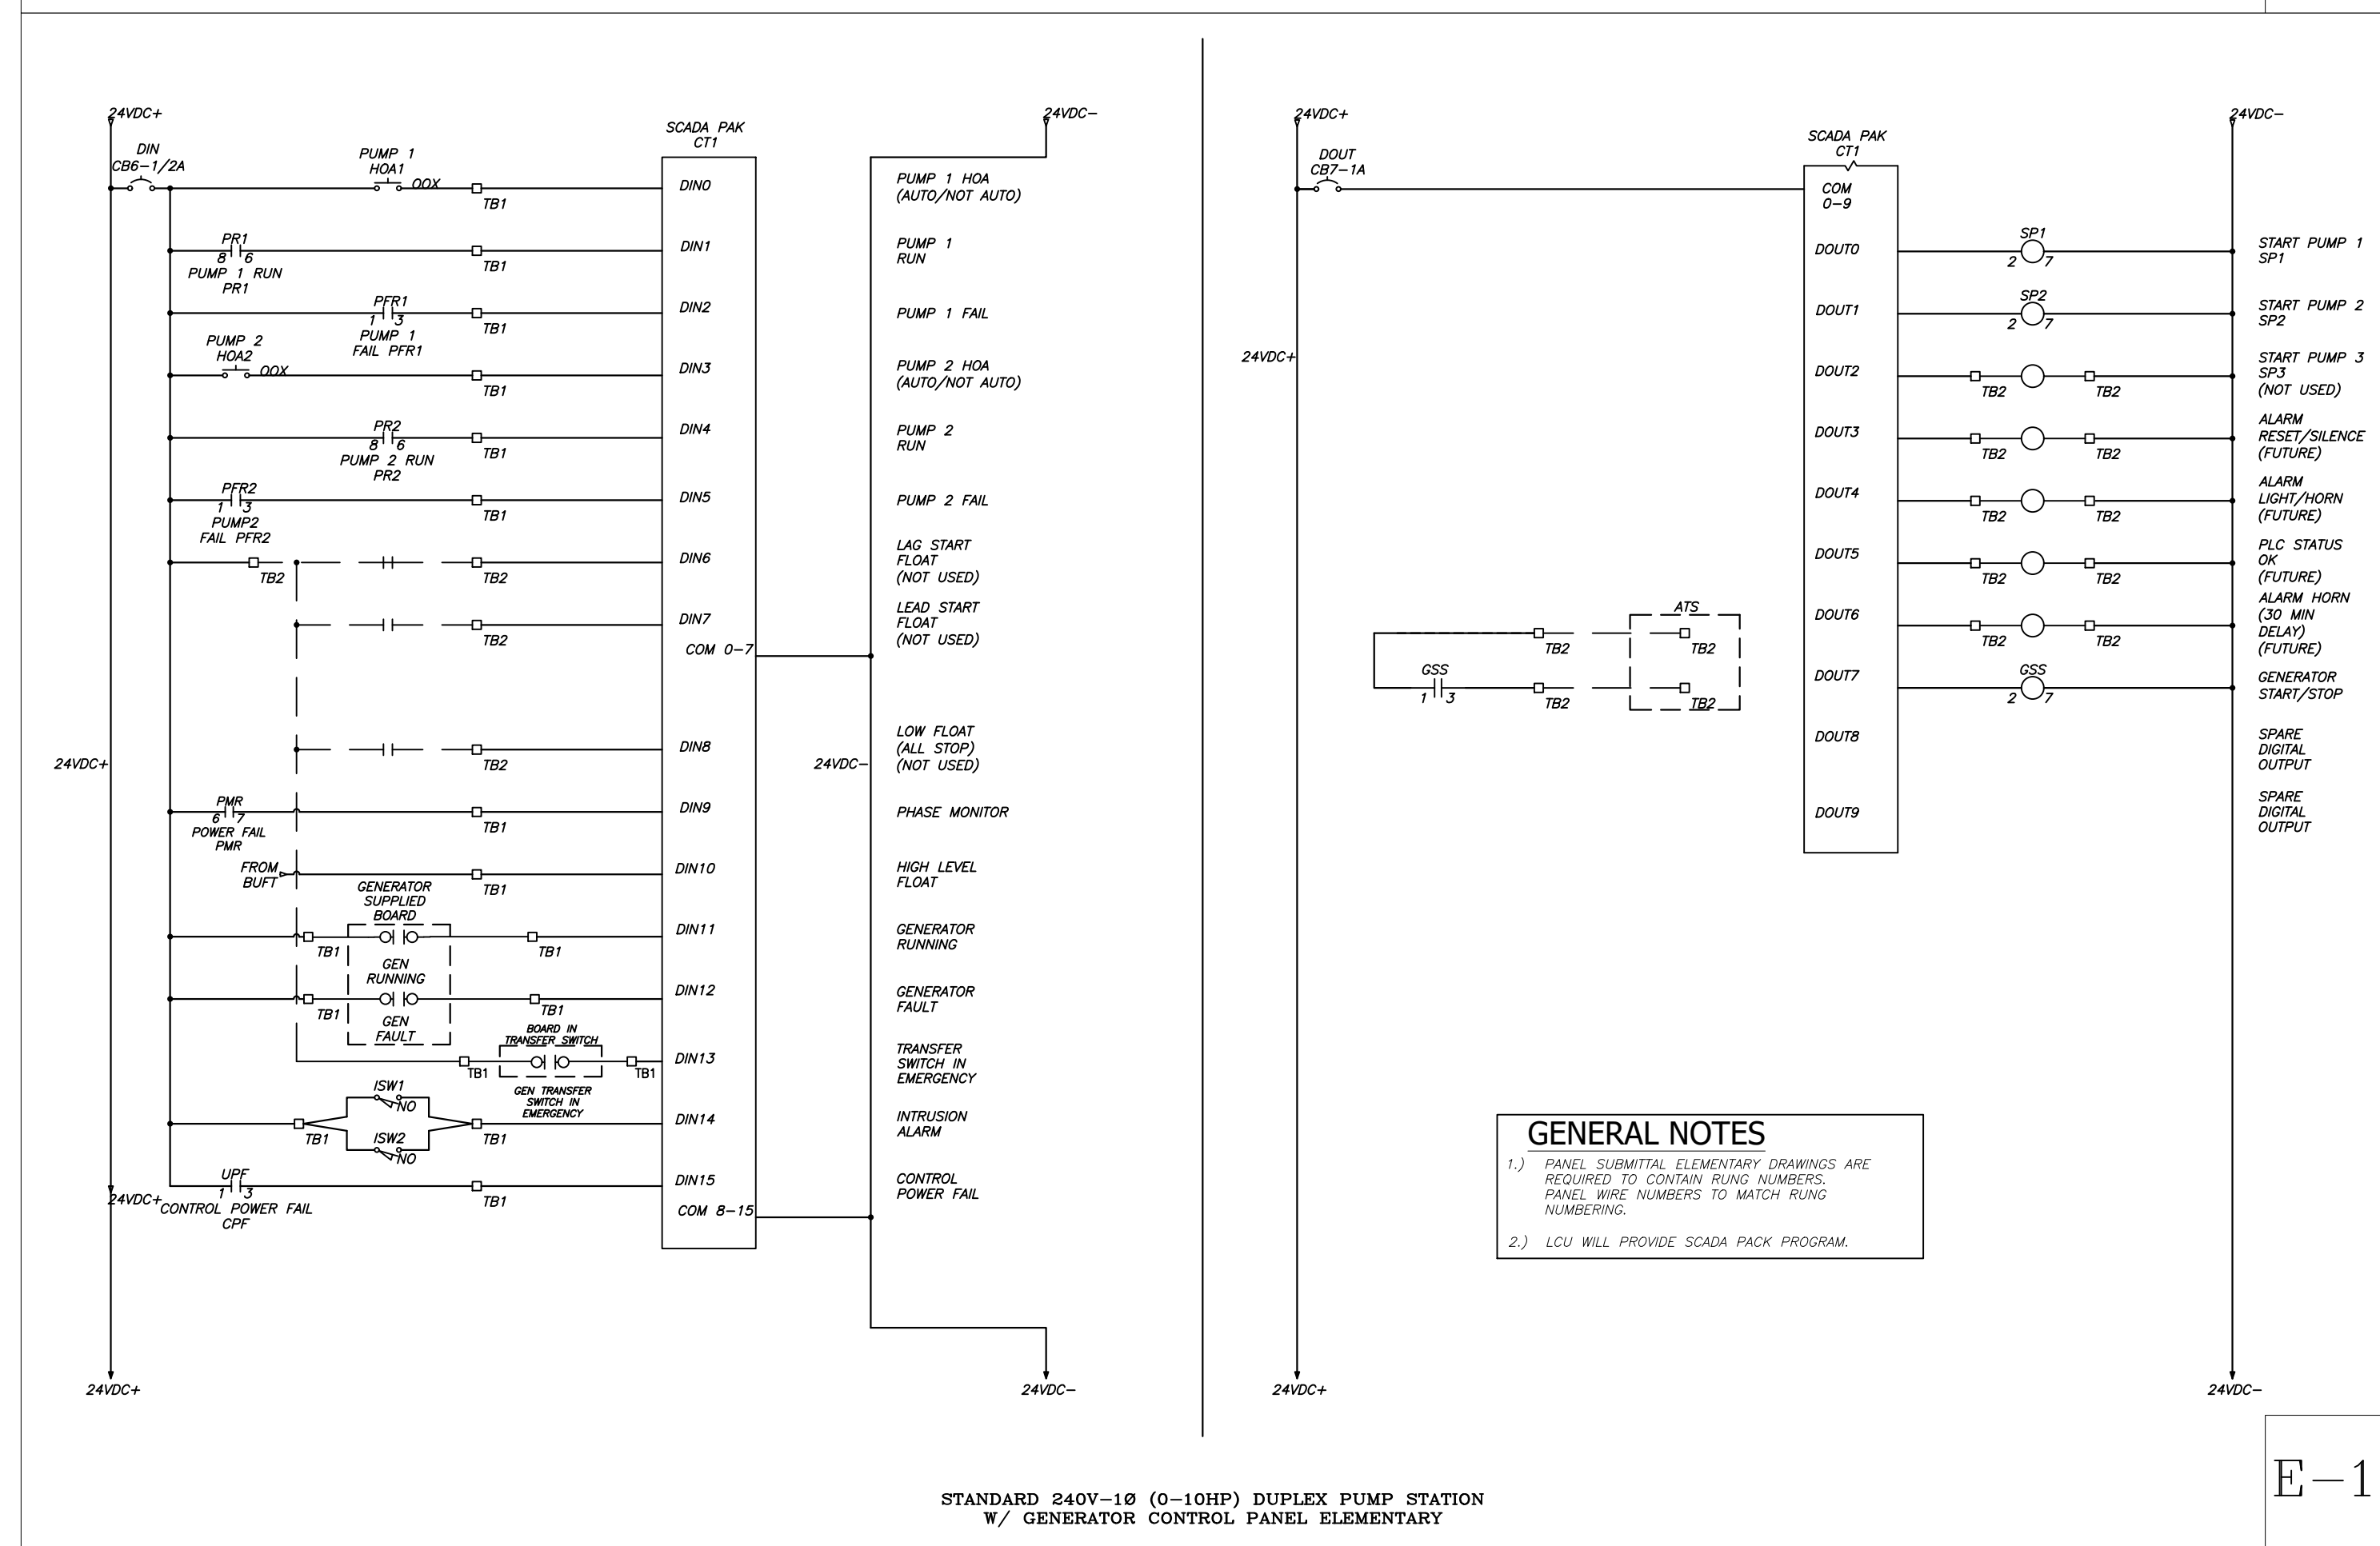 24VDC+
DIN
CB6-1/2A
PUMP 1
HOA1
OOX
TB1
PR1
8 6
PUMP 1 RUN
PR1
TB1
PFR1
1 3
PUMP 1
FAIL PFR1
TB1
PUMP 2
HOA2
OOX
TB1
PR2
8 6
PUMP 2 RUN
PR2
TB1
PFR2
1 3
PUMP2
FAIL PFR2
TB1
TB2
TB2
TB2
TB2
24VDC+
PMR
6 7
POWER FAIL
PMR
TB1
FROM
BUFT
TB1
GENERATOR
SUPPLIED
BOARD
TB1
TB1
GEN
RUNNING
TB1
TB1
GEN
FAULT
BOARD IN
TRANSFER SWITCH
TB1
TB1
GEN TRANSFER
SWITCH IN
EMERGENCY
ISW1
NO
TB1
TB1
ISW2
NO
UPF
1 3
TB1
24VDC+
CONTROL POWER FAIL
CPF
24VDC+
SCADA PAK
CT1
DIN0
DIN1
DIN2
DIN3
DIN4
DIN5
DIN6
DIN7
COM 0-7
DIN8
DIN9
DIN10
DIN11
DIN12
DIN13
DIN14
DIN15
COM 8-15
24VDC-
24VDC-
24VDC-
PUMP 1 HOA
(AUTO/NOT AUTO)
PUMP 1
RUN
PUMP 1 FAIL
PUMP 2 HOA
(AUTO/NOT AUTO)
PUMP 2
RUN
PUMP 2 FAIL
LAG START
FLOAT
(NOT USED)
LEAD START
FLOAT
(NOT USED)
LOW FLOAT
(ALL STOP)
(NOT USED)
PHASE MONITOR
HIGH LEVEL
FLOAT
GENERATOR
RUNNING
GENERATOR
FAULT
TRANSFER
SWITCH IN
EMERGENCY
INTRUSION
ALARM
CONTROL
POWER FAIL
24VDC+
DOUT
CB7-1A
24VDC+
24VDC+
ATS
TB2
TB2
GSS
1 3
TB2
TB2
SCADA PAK
CT1
COM
0-9
DOUT0
DOUT1
DOUT2
DOUT3
DOUT4
DOUT5
DOUT6
DOUT7
DOUT8
DOUT9
SP1
2 7
SP2
2 7
TB2
TB2
TB2
TB2
TB2
TB2
TB2
TB2
TB2
TB2
GSS
2 7
24VDC-
24VDC-
START PUMP 1
SP1
START PUMP 2
SP2
START PUMP 3
SP3
(NOT USED)
ALARM
RESET/SILENCE
(FUTURE)
ALARM
LIGHT/HORN
(FUTURE)
PLC STATUS
OK
(FUTURE)
ALARM HORN
(30 MIN
DELAY)
(FUTURE)
GENERATOR
START/STOP
SPARE
DIGITAL
OUTPUT
SPARE
DIGITAL
OUTPUT
GENERAL NOTES
1.) PANEL SUBMITTAL ELEMENTARY DRAWINGS ARE
REQUIRED TO CONTAIN RUNG NUMBERS.
PANEL WIRE NUMBERS TO MATCH RUNG
NUMBERING.
2.) LCU WILL PROVIDE SCADA PACK PROGRAM.
STANDARD 240V-1Ø (0-10HP) DUPLEX PUMP STATION
W/ GENERATOR CONTROL PANEL ELEMENTARY
E-1